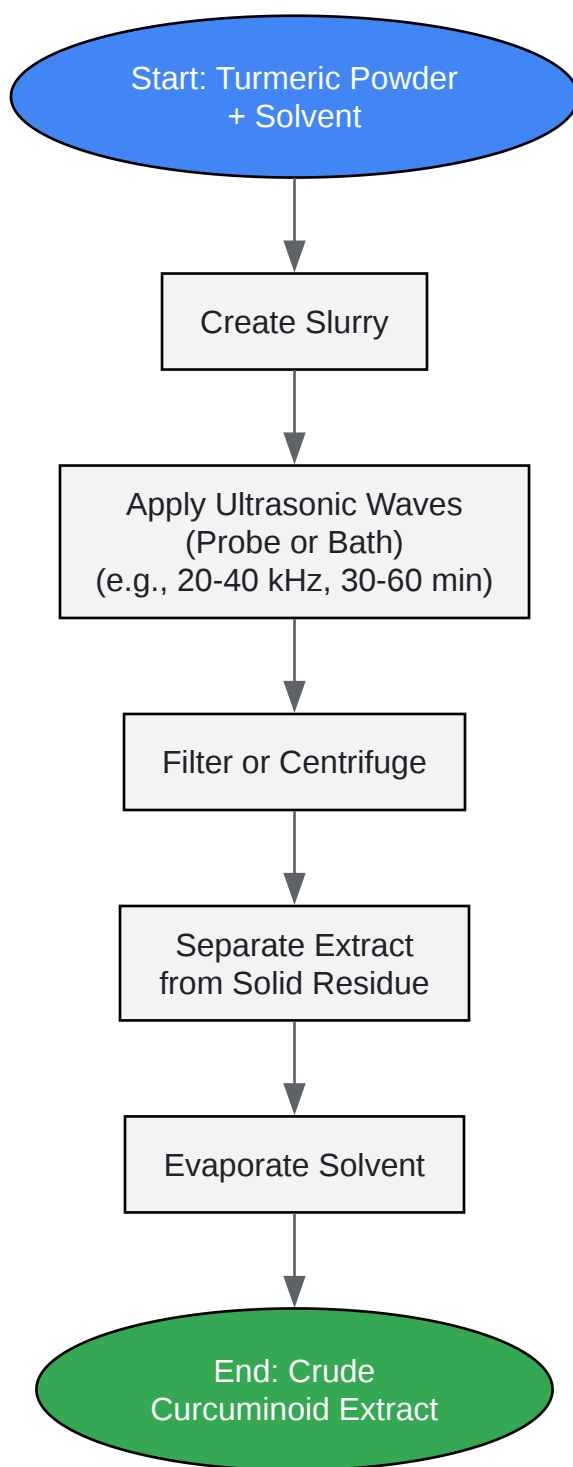 Start: Turmeric Powder
+ Solvent
Create Slurry
Apply Ultrasonic Waves
(Probe or Bath)
(e.g., 20-40 kHz, 30-60 min)
Filter or Centrifuge
Separate Extract
from Solid Residue
Evaporate Solvent
End: Crude
Curcuminoid Extract